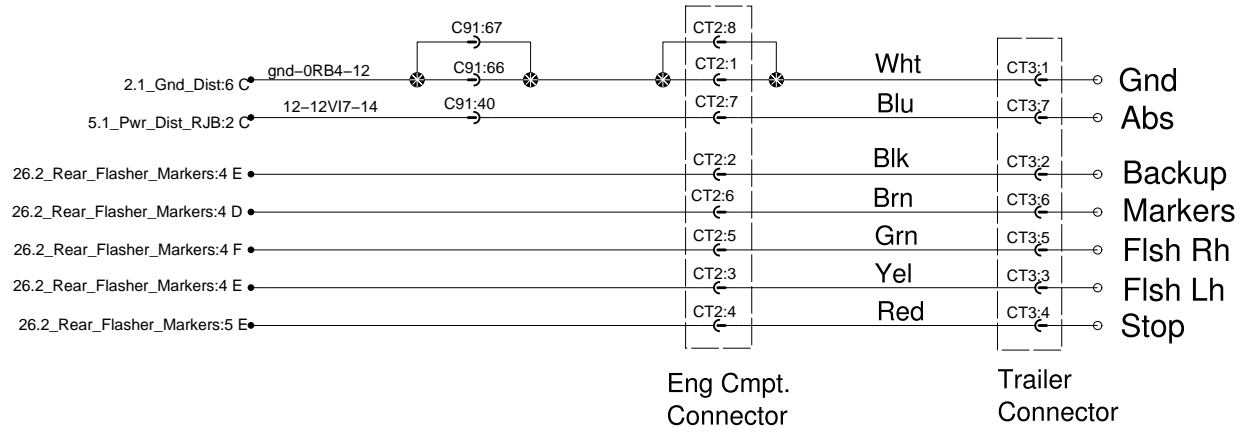 C91:67
CT2:8
2.1_Gnd_Dist:6 C
gnd–0RB4–12
C91:66
CT2:1
Wht
CT3:1
Gnd
5.1_Pwr_Dist_RJB:2 C
12–12VI7–14
C91:40
CT2:7
Blu
CT3:7
Abs
26.2_Rear_Flasher_Markers:4 E
CT2:2
Blk
CT3:2
Backup
26.2_Rear_Flasher_Markers:4 D
CT2:6
Brn
CT3:6
Markers
26.2_Rear_Flasher_Markers:4 F
CT2:5
Grn
CT3:5
Flsh Rh
26.2_Rear_Flasher_Markers:4 E
CT2:3
Yel
CT3:3
Flsh Lh
26.2_Rear_Flasher_Markers:5 E
CT2:4
Red
CT3:4
Stop
Eng Cmpt.
Connector
Trailer
Connector